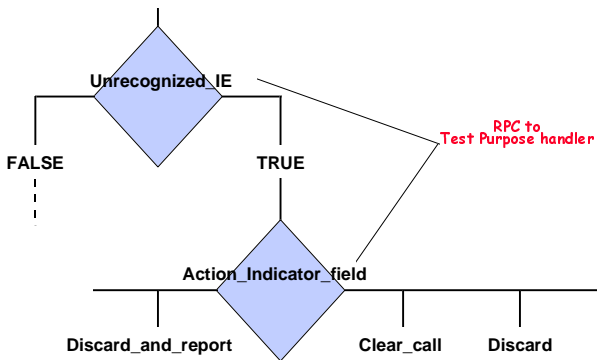 Unrecognized_IE
RPC to
Test Purpose handler
FALSE
TRUE
Action_Indicator_field
Discard_and_report
Clear_call
Discard